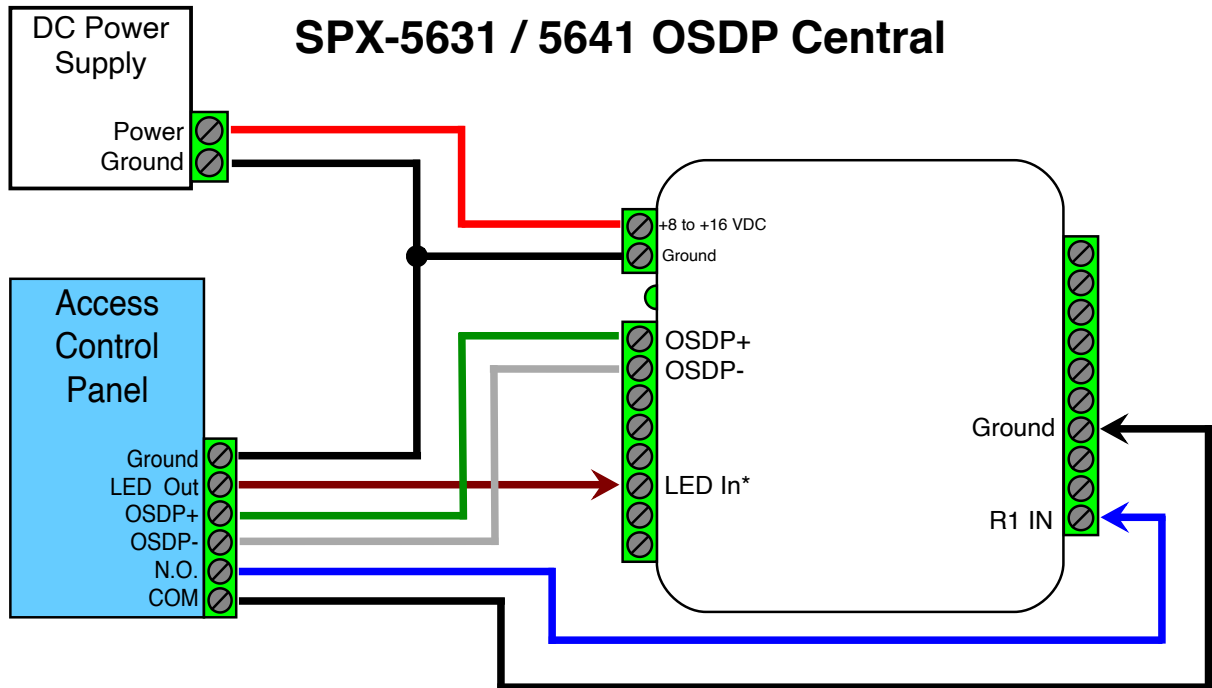 SPX-5631 / 5641 OSDP Central
DC Power
Supply
Power
Ground
+8 to +16 VDC
Ground
Access
Control
Panel
Ground
LED Out
OSDP+
OSDP-
N.O.
COM
OSDP+
OSDP-
LED In*
Ground
R1 IN